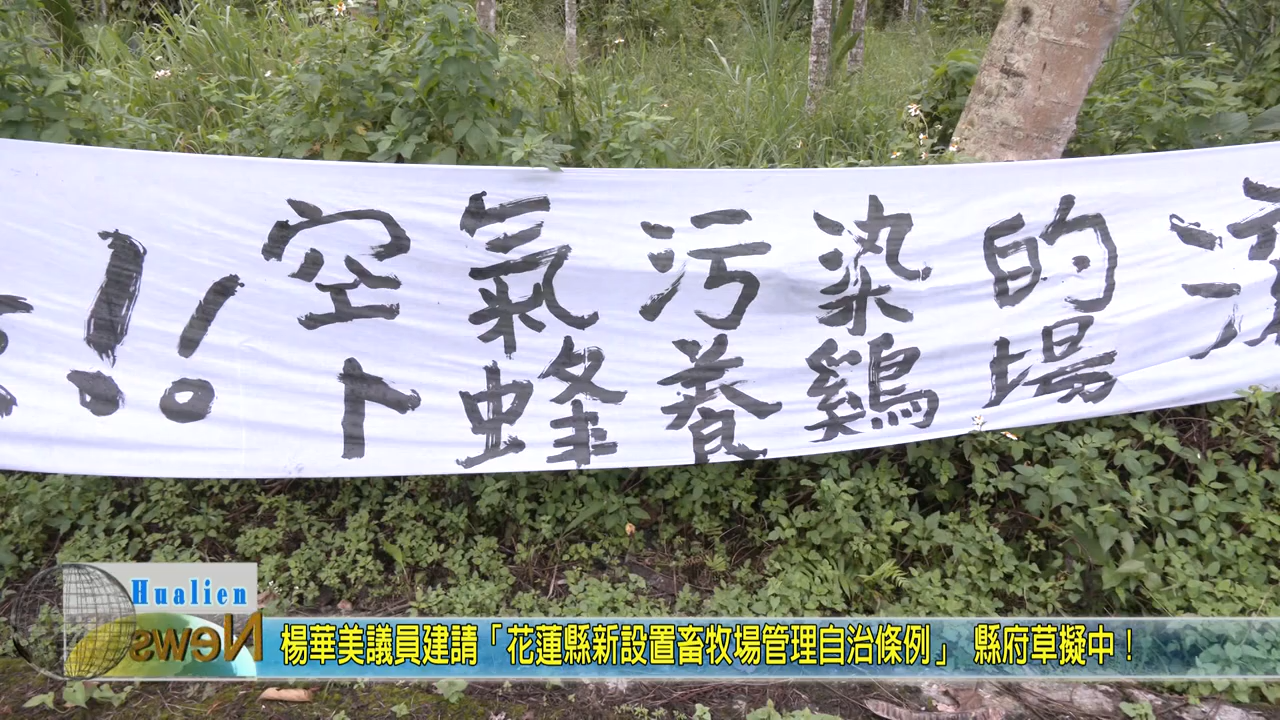 !! 空氣污染的
卜蜂養鷄場
Hualien
News
楊華美議員建請「花蓮縣新設置畜牧場管理自治條例」 縣府草擬中！